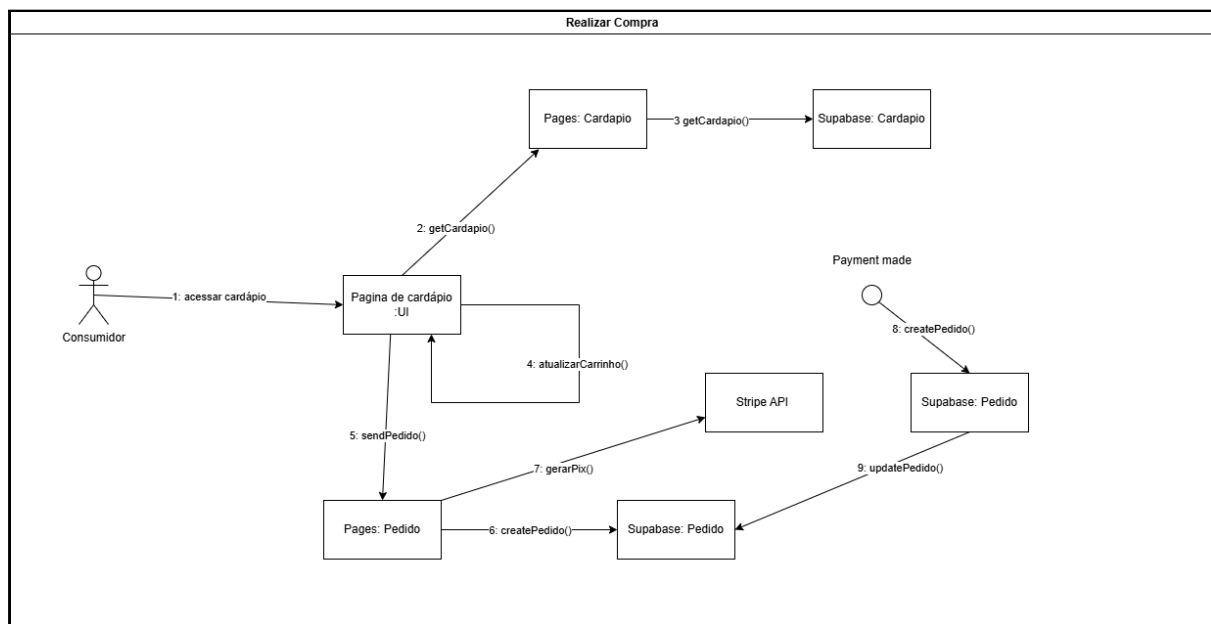 Realizar Compra
Pages: Cardapio
3 getCardapio()
Supabase: Cardapio
2: getCardapio()
Payment made
1: acessar cardápio
Pagina de cardápio
:UI
Consumidor
8: createPedido()
4: atualizarCarrinho()
Stripe API
Supabase: Pedido
5: sendPedido()
7: gerarPix()
9: updatePedido()
Pages: Pedido
6: createPedido()
Supabase: Pedido